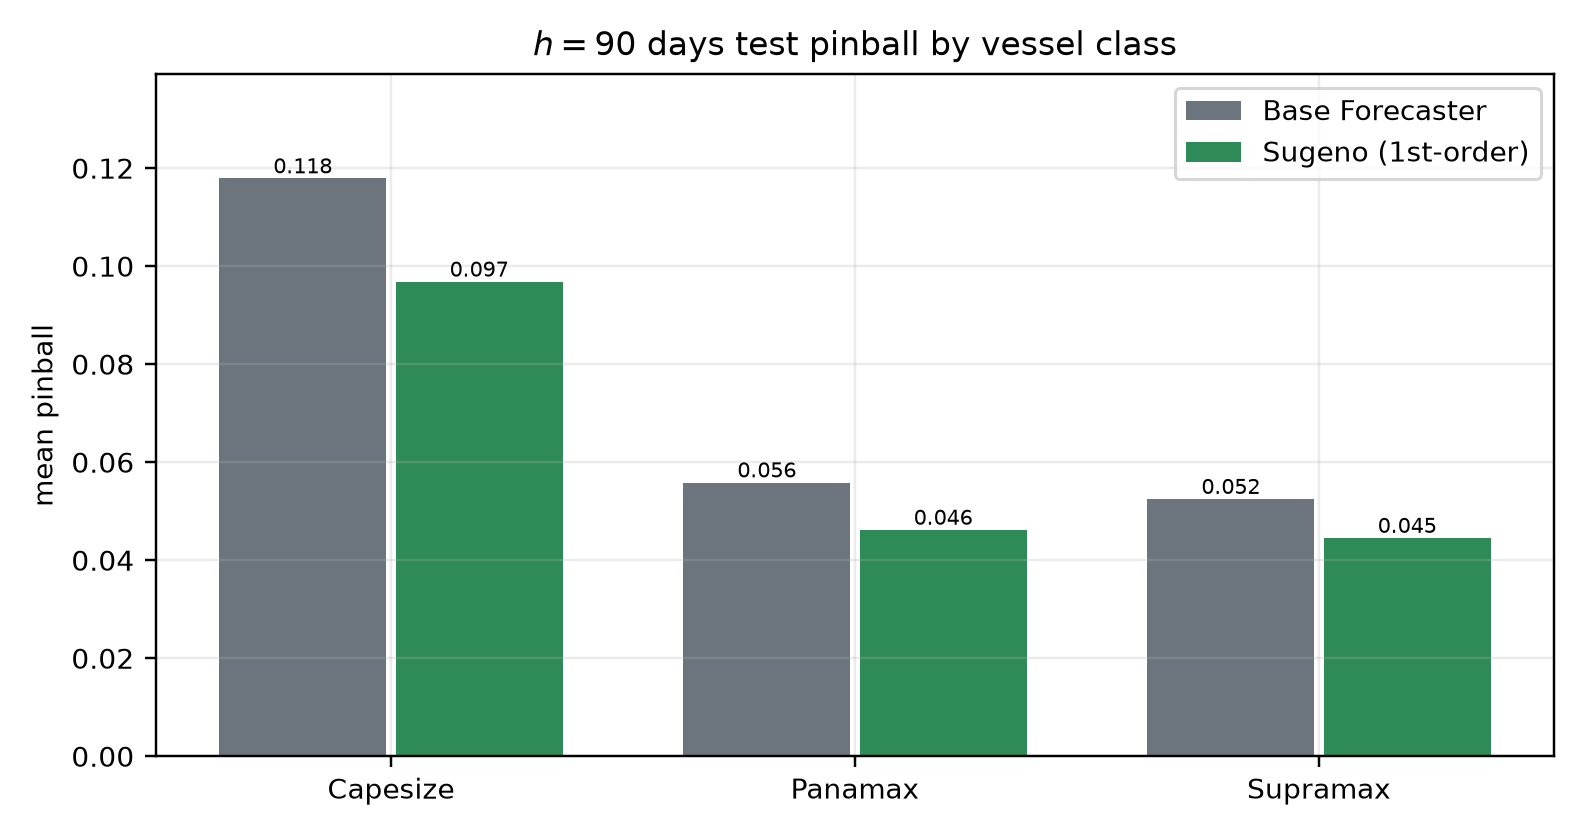 h = 90 days test pinball by vessel class
Base Forecaster
Sugeno (1st-order)
mean pinball
0.12
0.10
0.08
0.06
0.04
0.02
0.00
0.118
0.097
0.056
0.046
0.052
0.045
Capesize
Panamax
Supramax